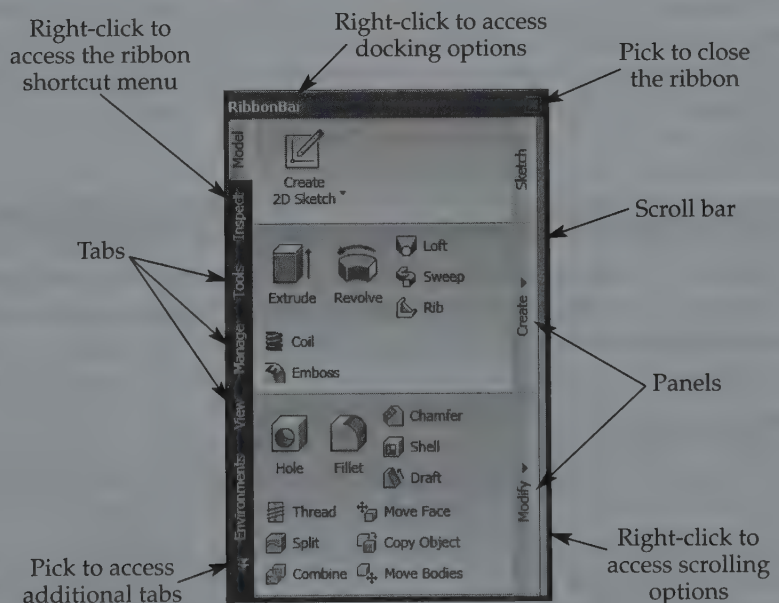 Right-click to
access the ribbon
shortcut menu
Right-click to access
docking options
Pick to close
the ribbon
RibbonBar
Model
Inspect
Tools
Manage
View
Environments
Create
2D Sketch
Sketch
Scroll bar
Tabs
Extrude
Revolve
Loft
Sweep
Rib
Coil
Emboss
Create
Panels
Hole
Fillet
Chamfer
Shell
Draft
Thread
Move Face
Split
Copy Object
Combine
Move Bodies
Modify
Pick to access
additional tabs
Right-click to
access scrolling
options